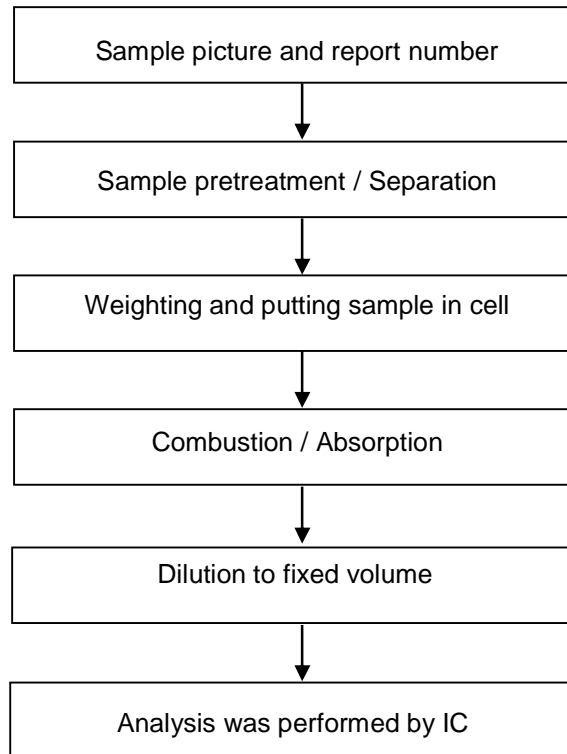 Sample picture and report number
Sample pretreatment / Separation
Weighting and putting sample in cell
Combustion / Absorption
Dilution to fixed volume
Analysis was performed by IC